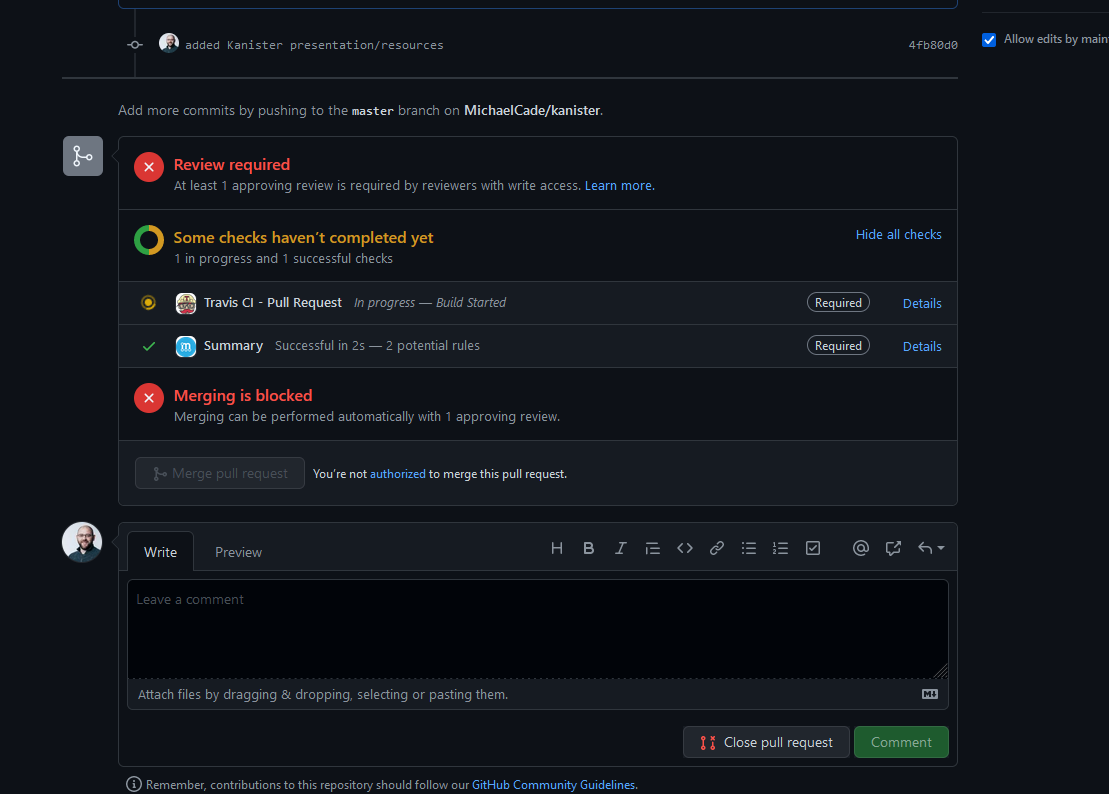 added Kanister presentation/resources 4fb80d0
Allow edits by main
Add more commits by pushing to the master branch on MichaelCade/kanister.
Review required
At least 1 approving review is required by reviewers with write access. Learn more.
Some checks haven't completed yet
Hide all checks
1 in progress and 1 successful checks
Travis CI - Pull Request In progress — Build Started Required Details
Summary Successful in 2s — 2 potential rules Required Details
Merging is blocked
Merging can be performed automatically with 1 approving review.
Merge pull request You're not authorized to merge this pull request.
Write Preview
Leave a comment
Attach files by dragging & dropping, selecting or pasting them.
Close pull request Comment
Remember, contributions to this repository should follow our GitHub Community Guidelines.